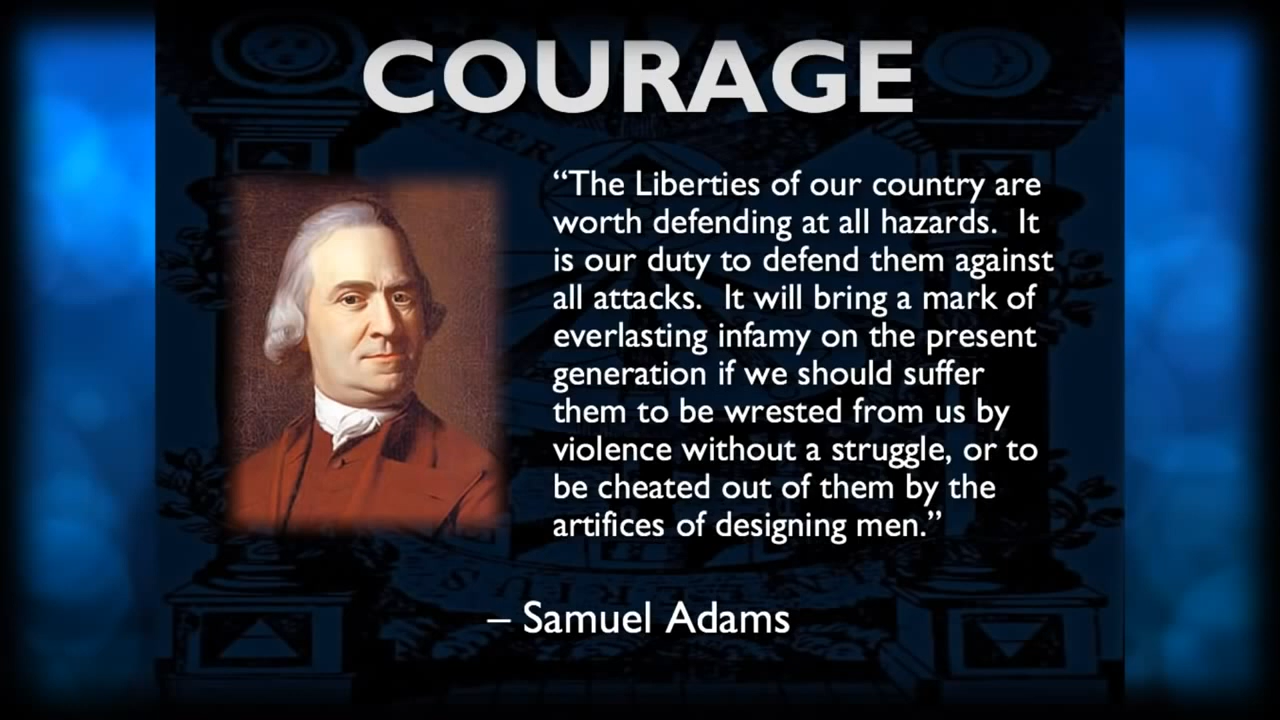 COURAGE
“The Liberties of our country are
worth defending at all hazards.  It
is our duty to defend them against
all attacks.  It will bring a mark of
everlasting infamy on the present
generation if we should suffer
them to be wrested from us by
violence without a struggle, or to
be cheated out of them by the
artifices of designing men.”
– Samuel Adams